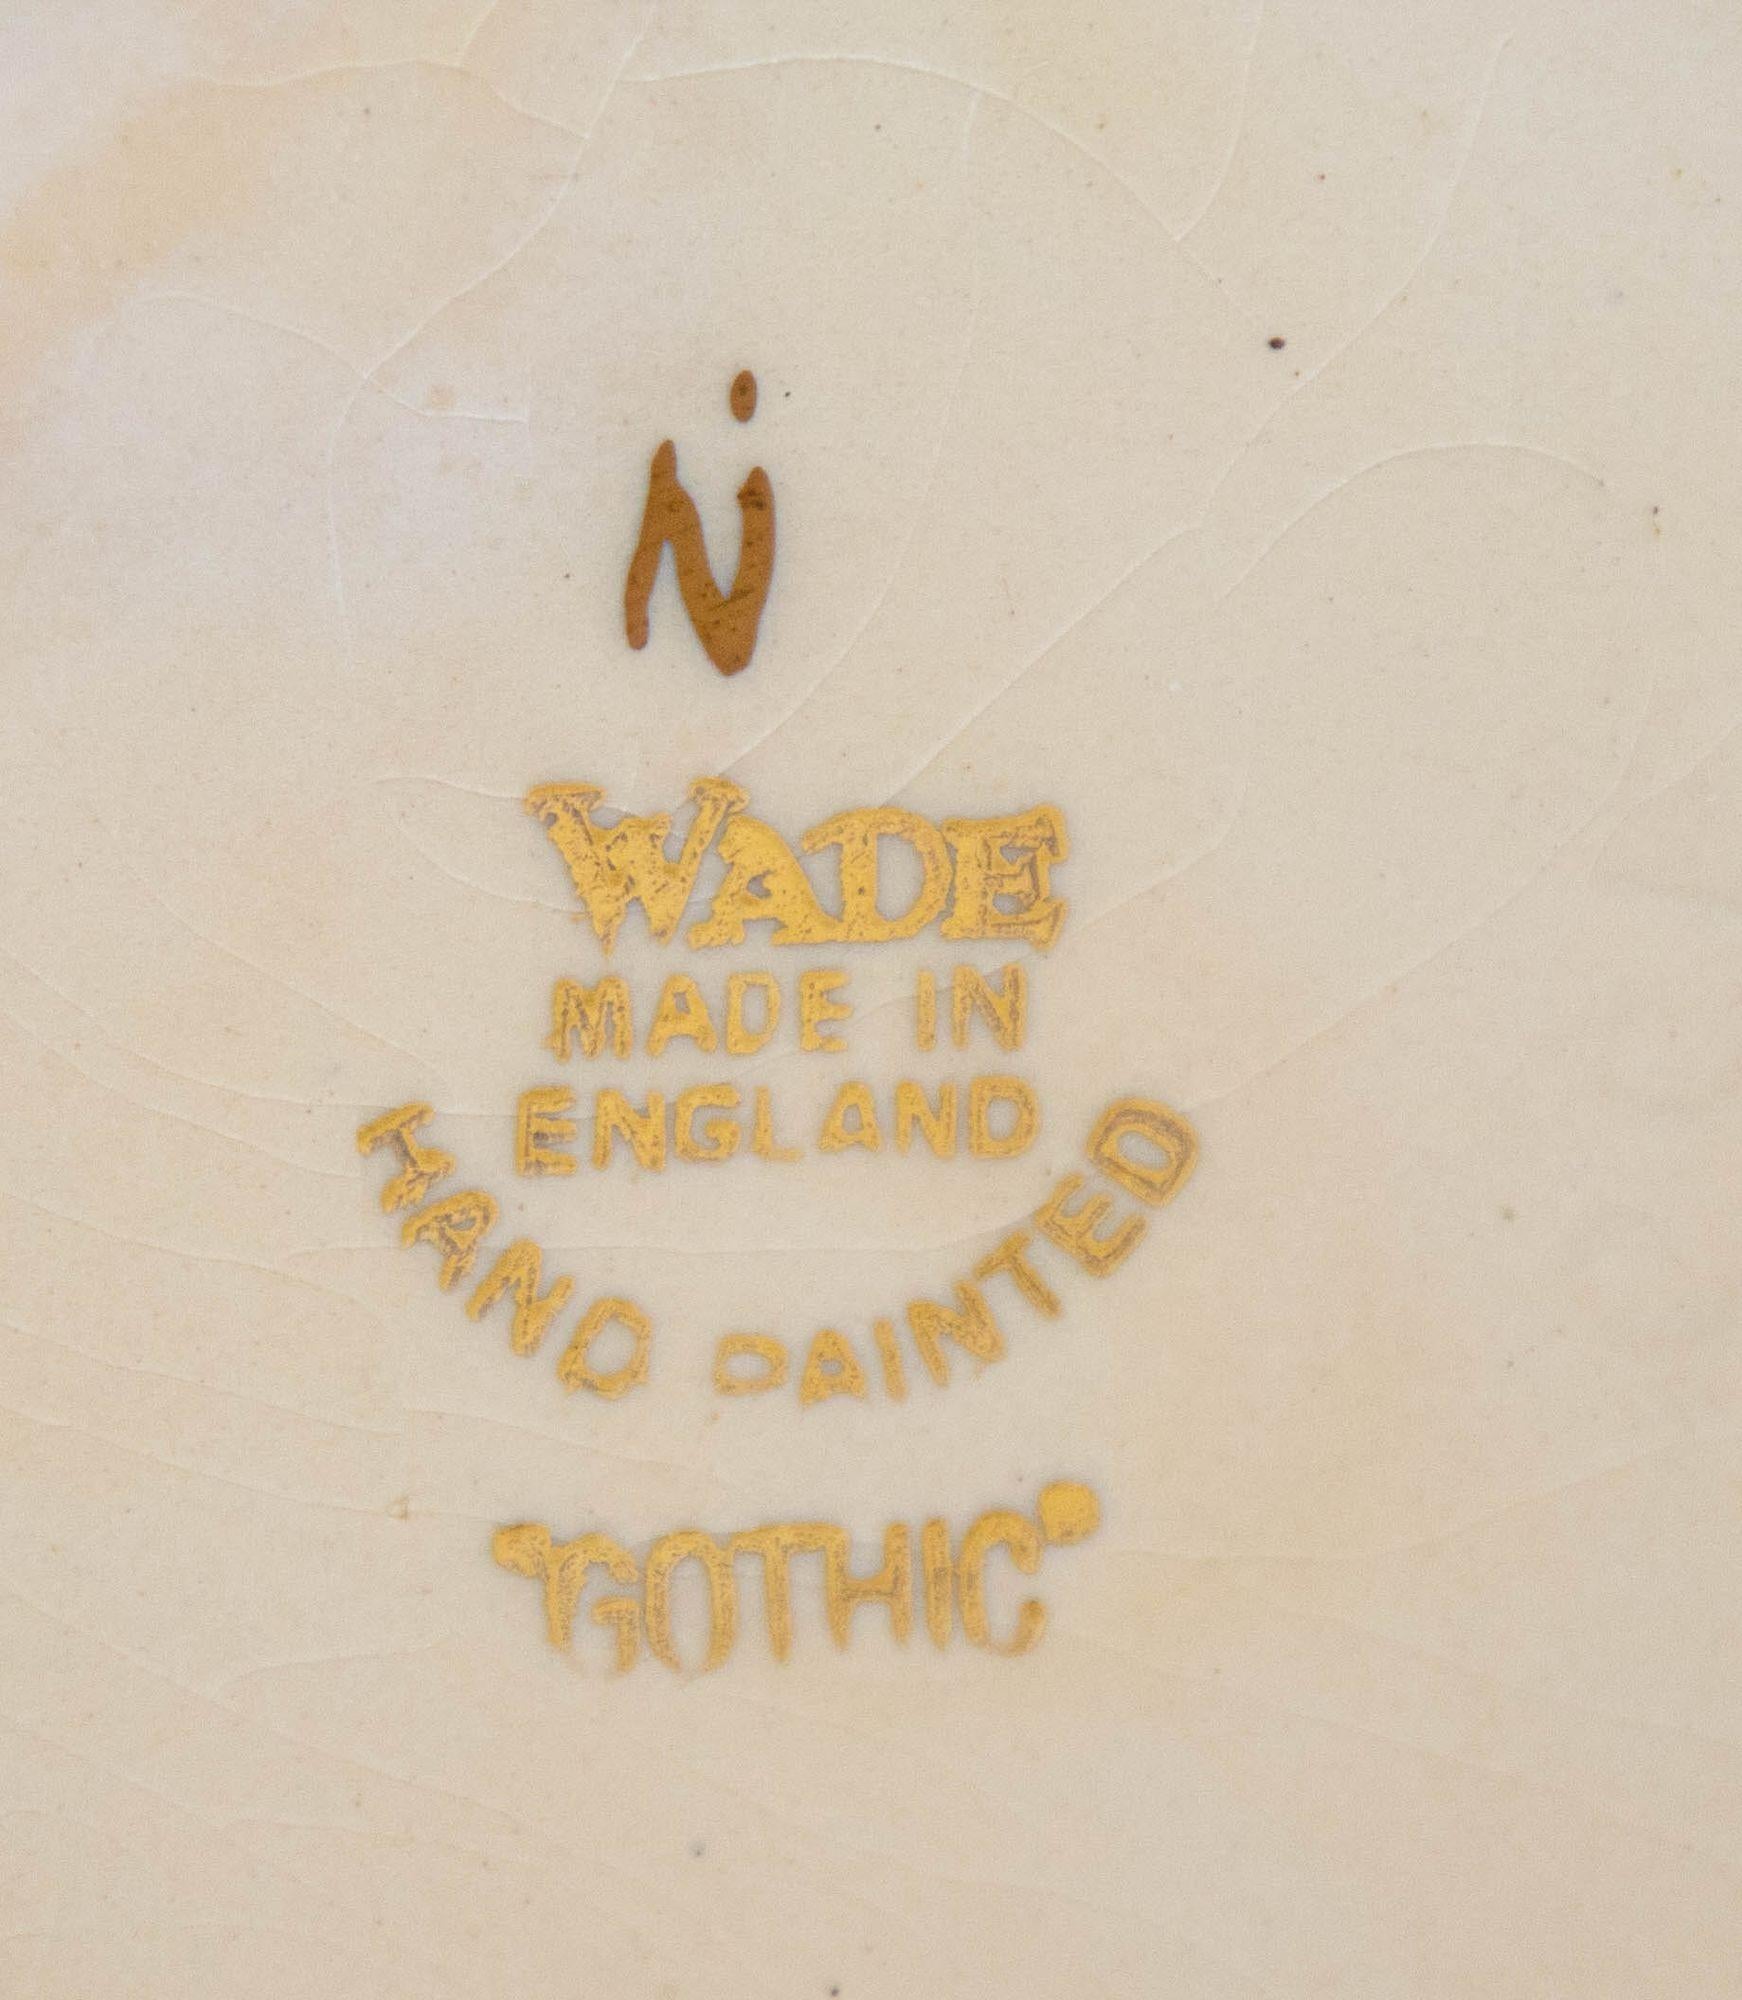 N
WADE
MADE IN
ENGLAND
HAND PAINTED
"GOTHIC"